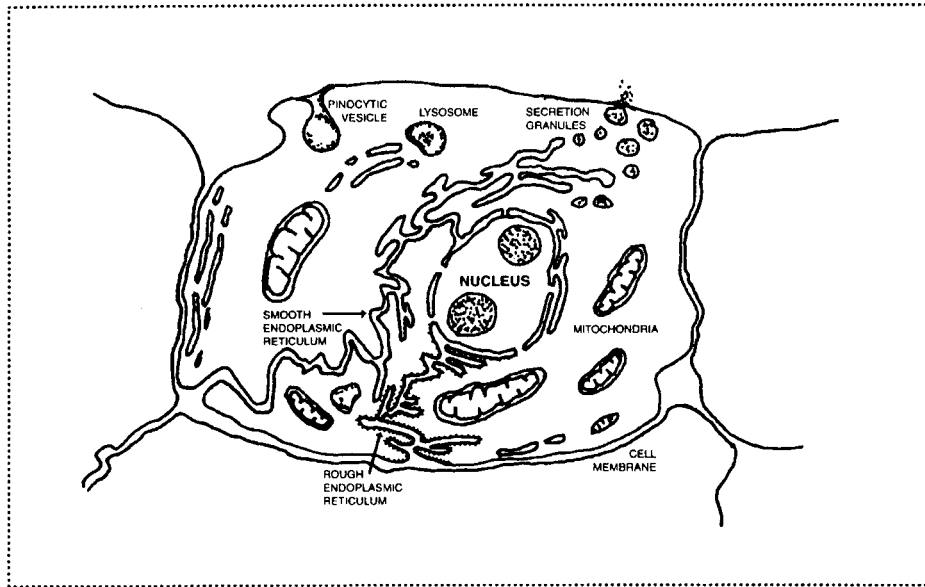 PINOCYTIC
VESICLE
LYSOSOME
SECRETION
GRANULES
NUCLEUS
SMOOTH
ENDOPLASMIC
RETICULUM
MITOCHONDRIA
CELL
MEMBRANE
ROUGH
ENDOPLASMIC
RETICULUM